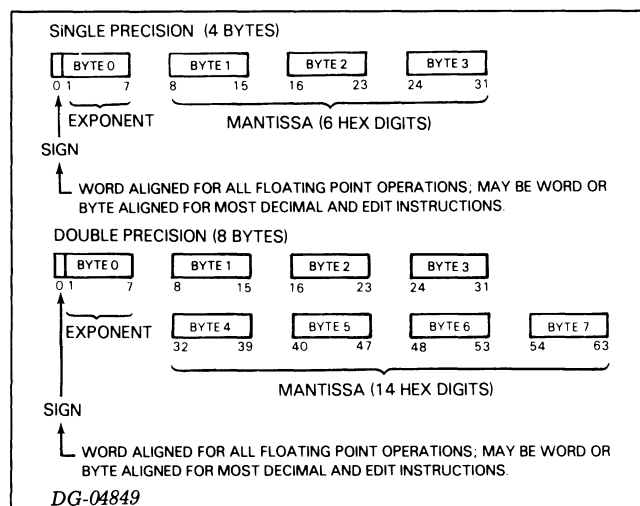 SiNGLE PRECISION (4 BYTES)
BYTE 0 BYTE 1 BYTE 2 BYTE 3
0 1 7 8 15 16 23 24 31
EXPONENT MANTISSA (6 HEX DIGITS)
SIGN
WORD ALIGNED FOR ALL FLOATING POINT OPERATIONS; MAY BE WORD OR
BYTE ALIGNED FOR MOST DECIMAL AND EDIT INSTRUCTIONS.
DOUBLE PRECISION (8 BYTES)
BYTE 0 BYTE 1 BYTE 2 BYTE 3
0 1 7 8 15 16 23 24 31
EXPONENT BYTE 4 BYTE 5 BYTE 6 BYTE 7
32 39 40 47 48 53 54 63
MANTISSA (14 HEX DIGITS)
SIGN
WORD ALIGNED FOR ALL FLOATING POINT OPERATIONS; MAY BE WORD OR
BYTE ALIGNED FOR MOST DECIMAL AND EDIT INSTRUCTIONS.
DG-04849